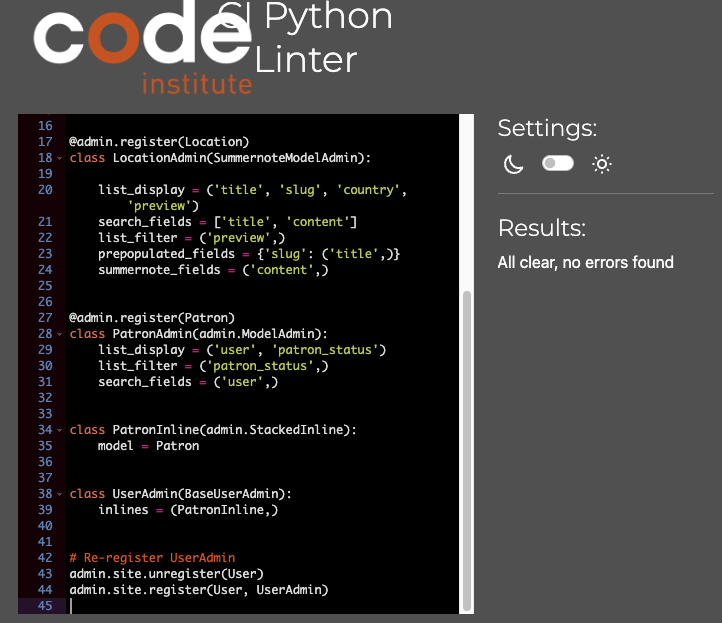 code
institute
CI Python
Linter
16
17 @admin.register(Location)
18 class LocationAdmin(SummernoteModelAdmin):
19
20     list_display = ('title', 'slug', 'country',
        'preview')
21     search_fields = ['title', 'content']
22     list_filter = ('preview',)
23     prepopulated_fields = {'slug': ('title',)}
24     summernote_fields = ('content',)
25
26
27 @admin.register(Patron)
28 class PatronAdmin(admin.ModelAdmin):
29     list_display = ('user', 'patron_status')
30     list_filter = ('patron_status',)
31     search_fields = ('user',)
32
33
34 class PatronInline(admin.StackedInline):
35     model = Patron
36
37
38 class UserAdmin(BaseUserAdmin):
39     inlines = (PatronInline,)
40
41
42 # Re-register UserAdmin
43 admin.site.unregister(User)
44 admin.site.register(User, UserAdmin)
45
Settings:
Results:
All clear, no errors found